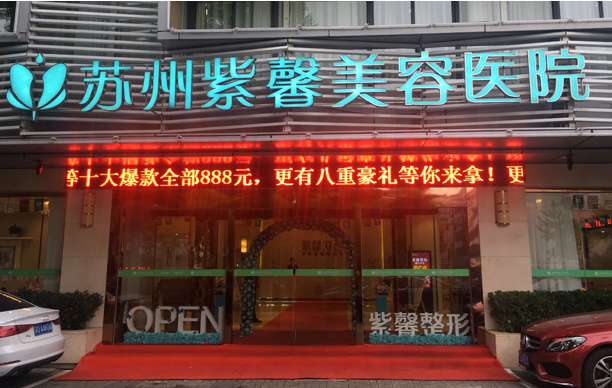 苏州紫馨美容医院
等十大爆款全部888元，更有八重豪礼等你来拿！更
OPEN
紫馨整形